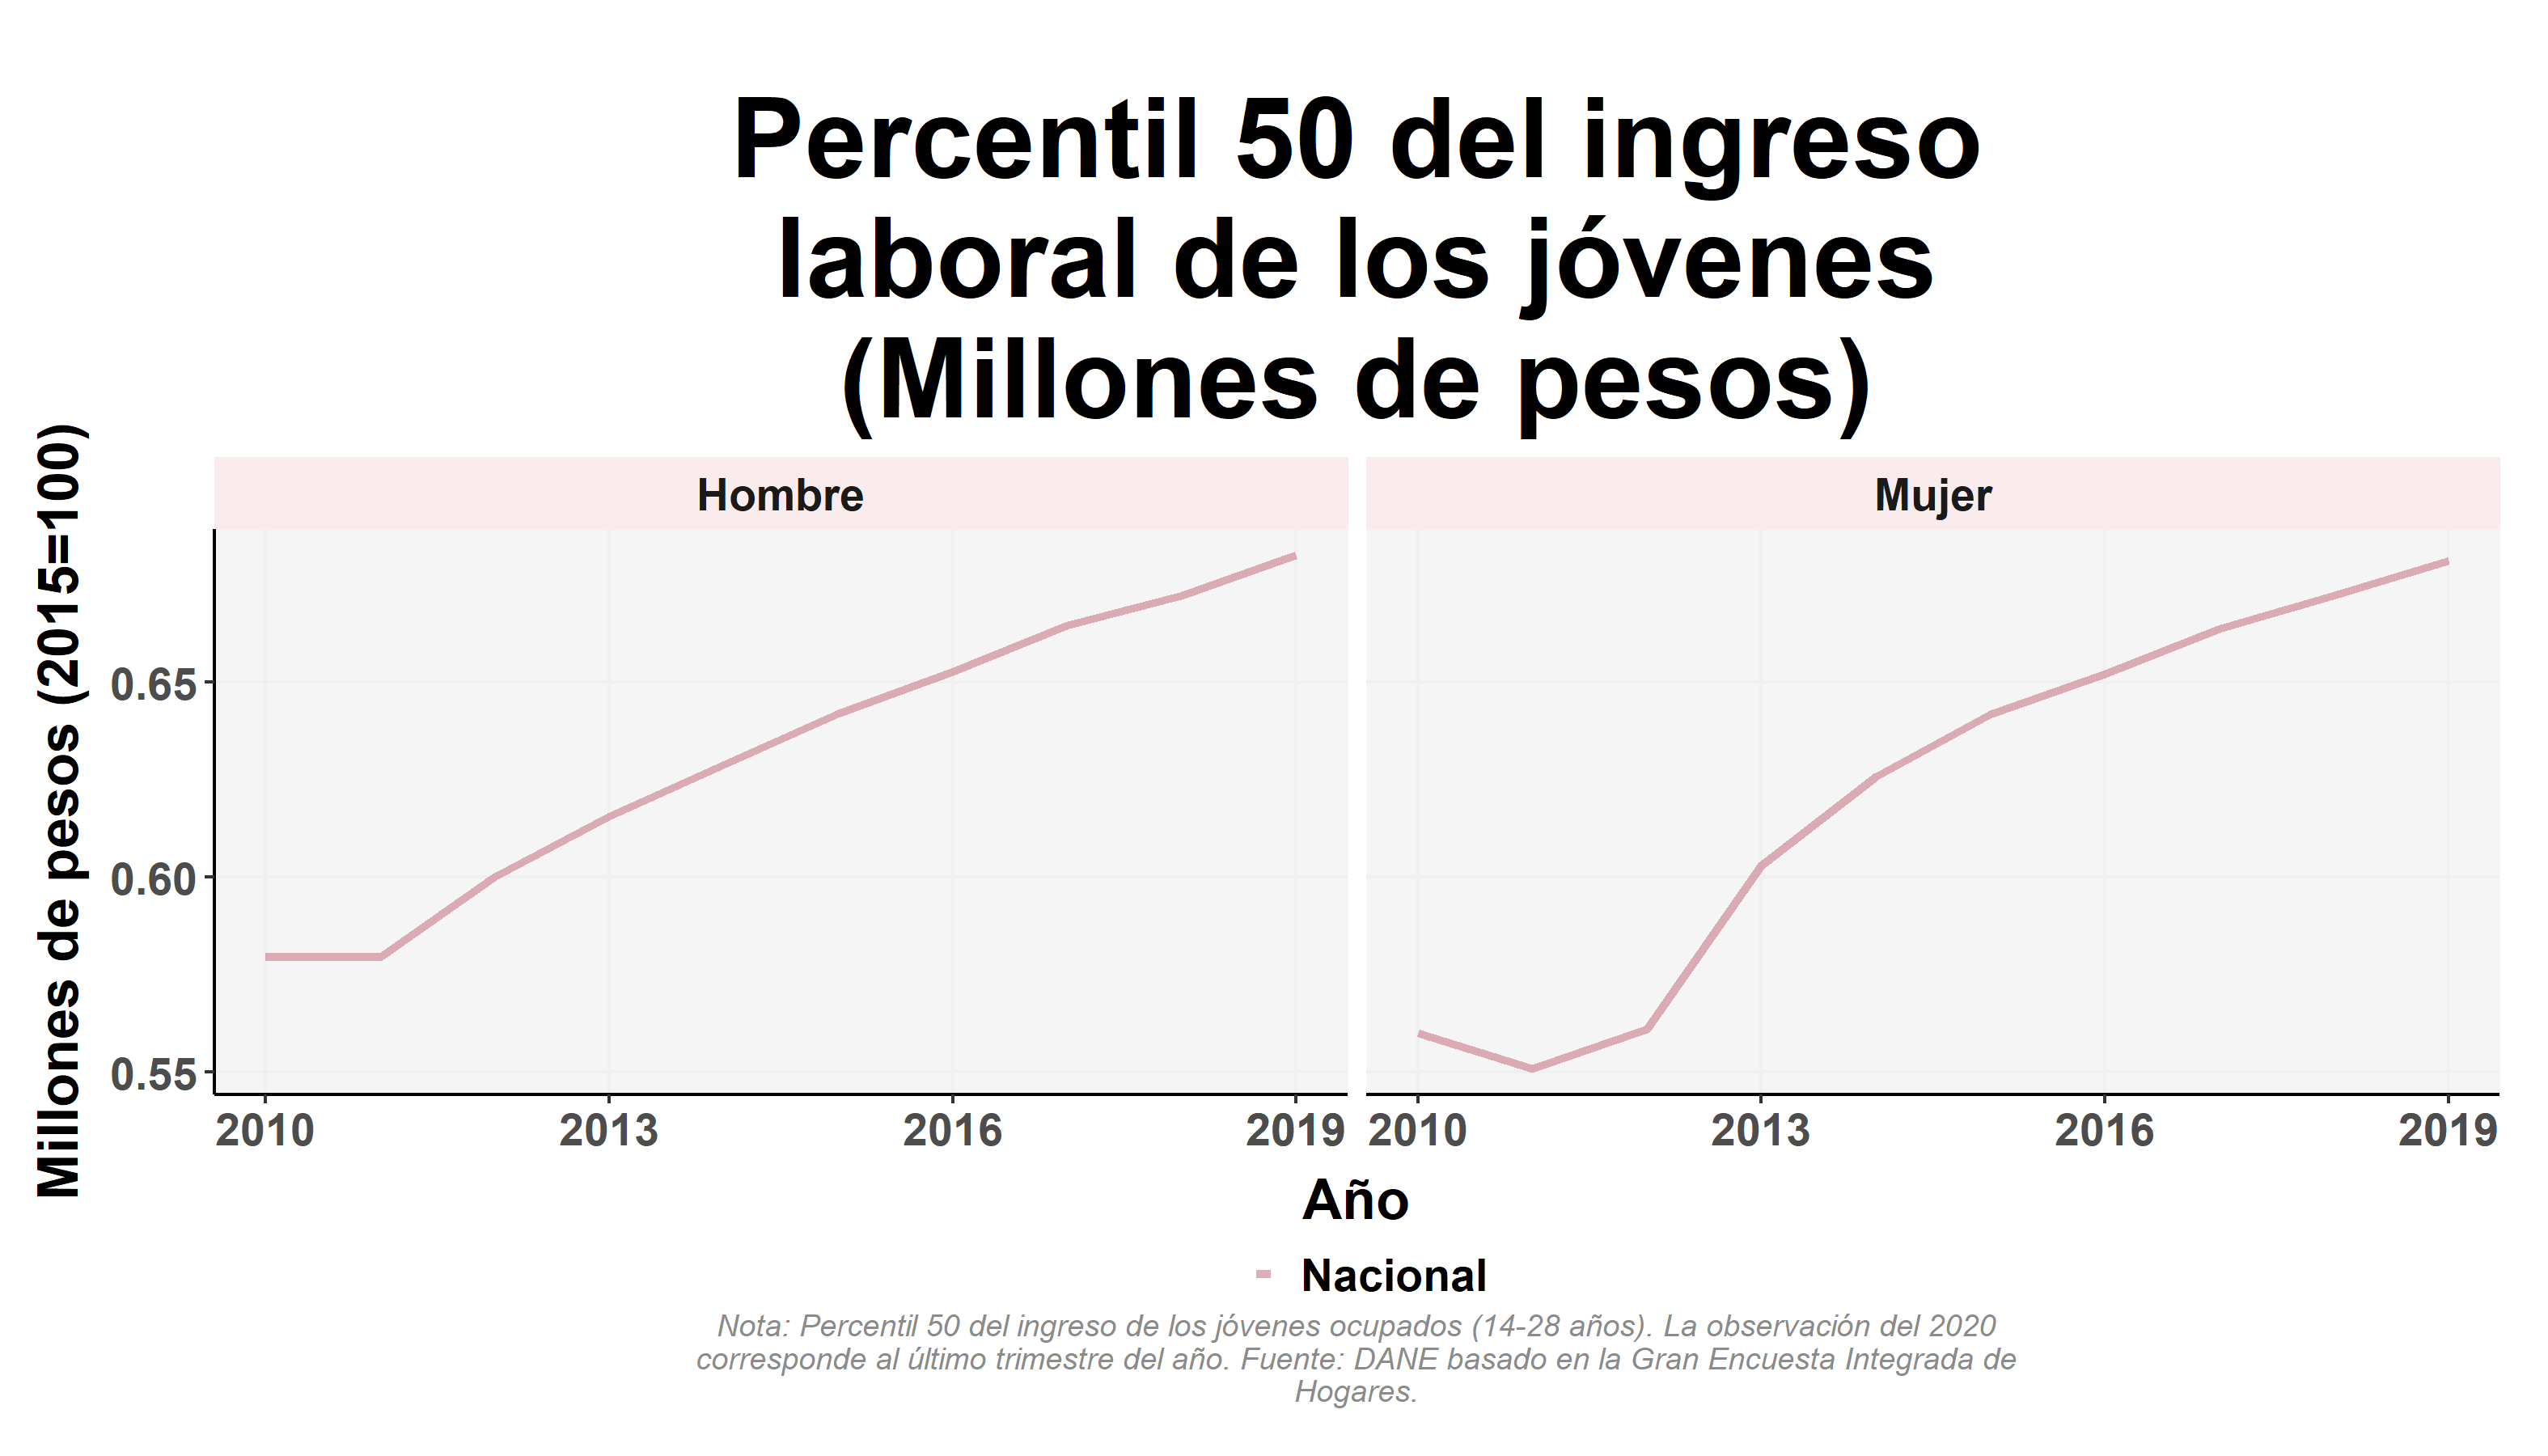 Percentil 50 del ingreso
laboral de los jóvenes
(Millones de pesos)
Millones de pesos (2015=100)
Hombre
Mujer
0.65
0.60
0.55
2010 2013 2016 2019
2010 2013 2016 2019
Año
Nacional
Nota: Percentil 50 del ingreso de los jóvenes ocupados (14-28 años). La observación del 2020
corresponde al último trimestre del año. Fuente: DANE basado en la Gran Encuesta Integrada de
Hogares.